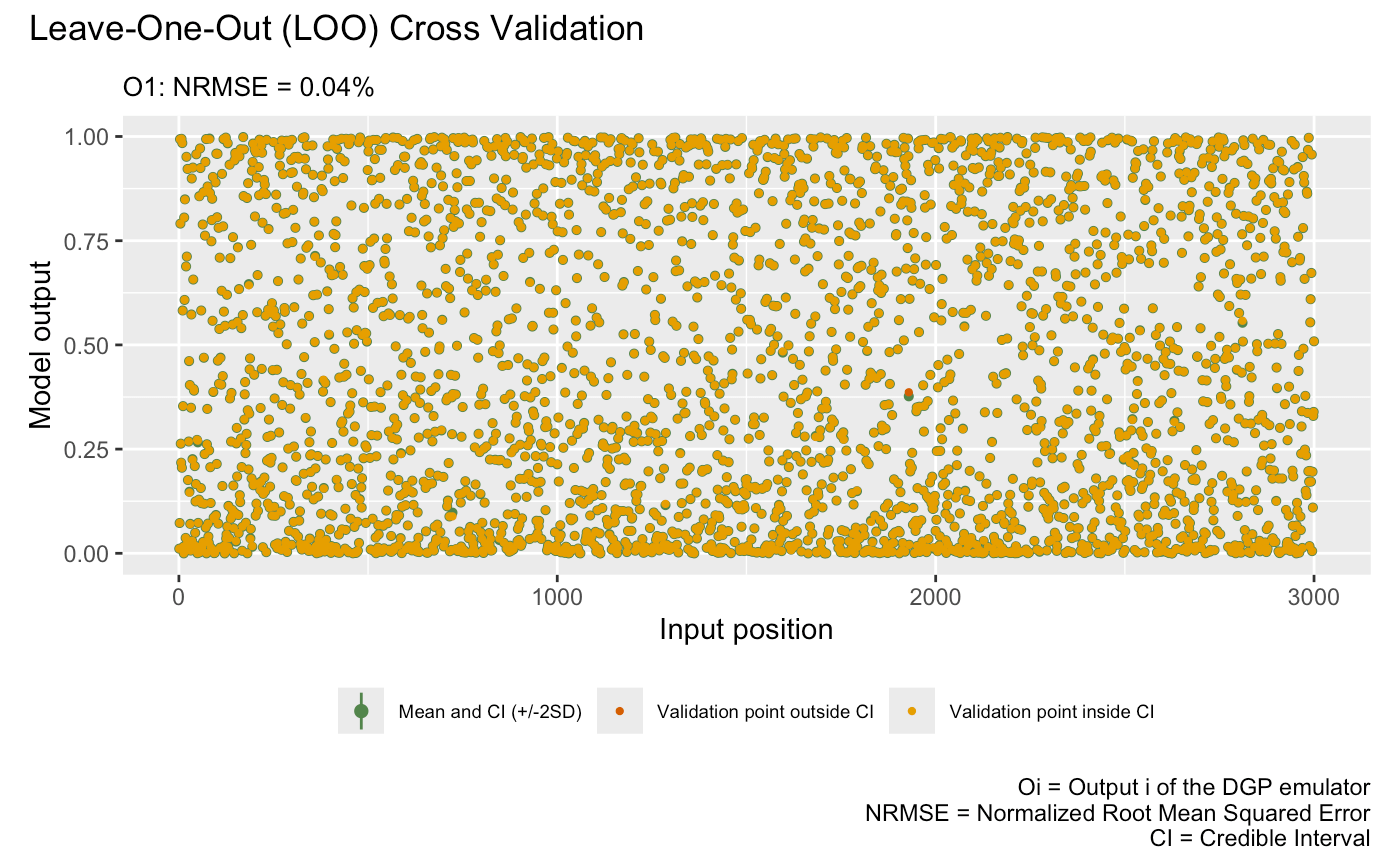 Leave-One-Out (LOO) Cross Validation
O1: NRMSE = 0.04%
1.00
0.75
0.50
0.25
0.00
Model output
0 1000 2000 3000
Input position
Mean and CI (+/-2SD) Validation point outside CI Validation point inside CI
Oi = Output i of the DGP emulator
NRMSE = Normalized Root Mean Squared Error
CI = Credible Interval